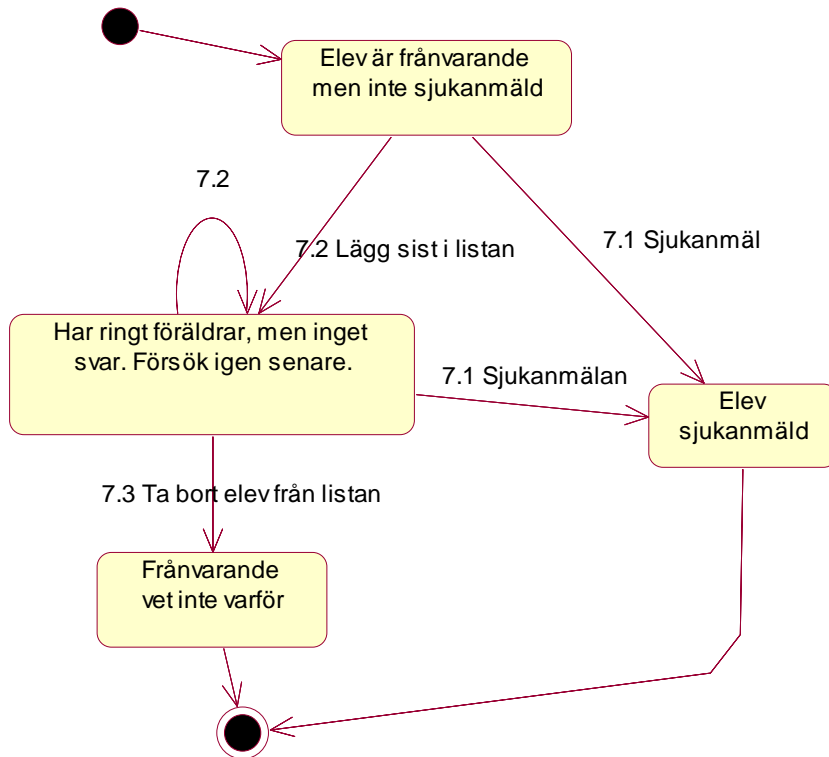 Elev är frånvarande
men inte sjukanmäld
7.2
7.2 Lägg sist i listan
7.1 Sjukanmäl
Har ringt föräldrar, men inget
svar. Försök igen senare.
7.1 Sjukanmälan
Elev
sjukanmäld
7.3 Ta bort elev från listan
Frånvarande
vet inte varför